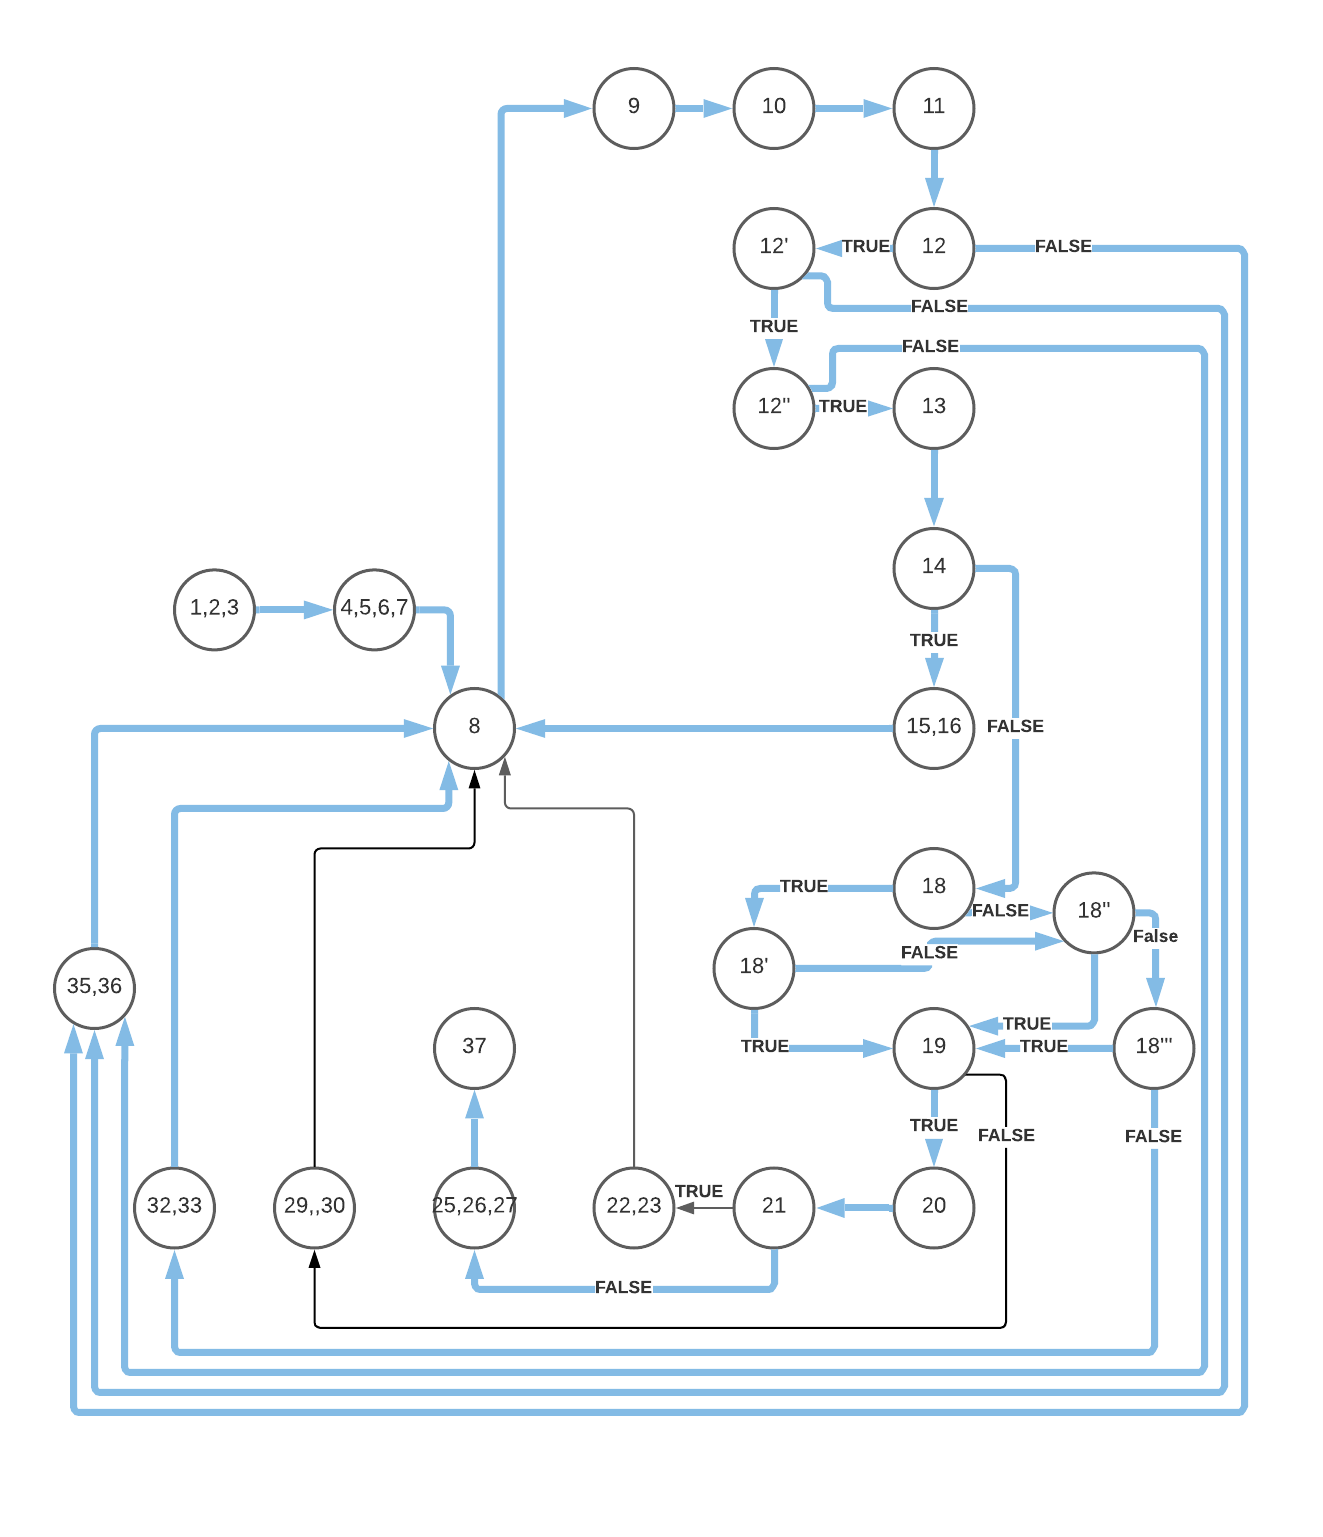 9
10
11
12'
TRUE
12
FALSE
FALSE
TRUE
FALSE
12"
TRUE
13
14
1,2,3
4,5,6,7
TRUE
8
15,16
FALSE
TRUE
18
FALSE
18"
False
FALSE
18'
35,36
37
TRUE
19
TRUE
TRUE
18'"
TRUE
FALSE
FALSE
TRUE
32,33
29,,30
25,26,27
22,23
21
20
FALSE